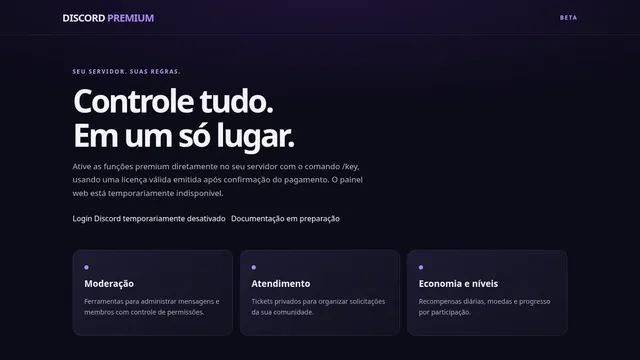 DISCORD PREMIUM
BETA
SEU SERVIDOR. SUAS REGRAS.
Controle tudo.
Em um só lugar.
Ative as funções premium diretamente no seu servidor com o comando /key,
usando uma licença válida emitida após confirmação do pagamento. O painel
web está temporariamente indisponível.
Login Discord temporariamente desativado Documentação em preparação
Moderação
Ferramentas para administrar mensagens e
membros com controle de permissões.
Atendimento
Tickets privados para organizar solicitações
da sua comunidade.
Economia e níveis
Recompensas diárias, moedas e progresso
por participação.